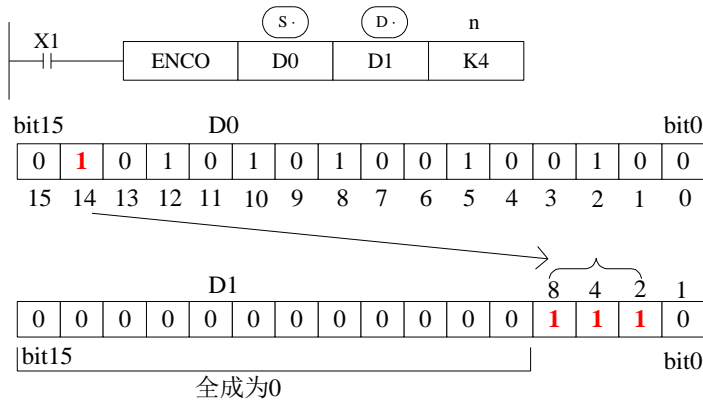 S· D· n
X1
ENCO D0 D1 K4
bit15 D0 bit0
0 1 0 1 0 1 0 1 0 0 1 0 0 1 0 0
15 14 13 12 11 10 9 8 7 6 5 4 3 2 1 0
D1 8 4 2 1
0 0 0 0 0 0 0 0 0 0 0 0 1 1 1 0
bit15 bit0
全成为0